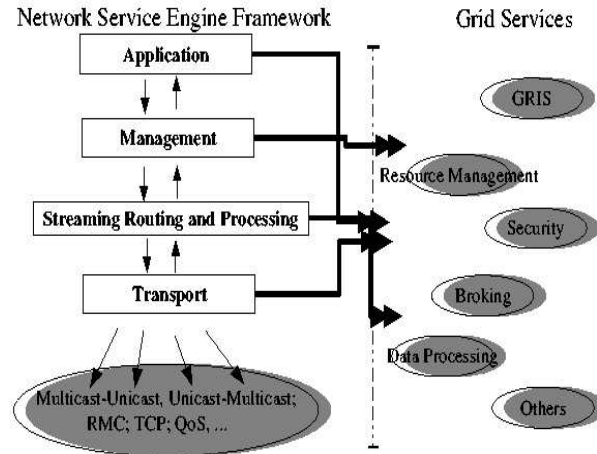 Network Service Engine Framework
Grid Services
Application
Management
Streaming Routing and Processing
Transport
Multicast-Unicast, Unicast-Multicast;
RMC; TCP; QoS, ...
GRIS
Resource Management
Security
Broking
Data Processing
Others